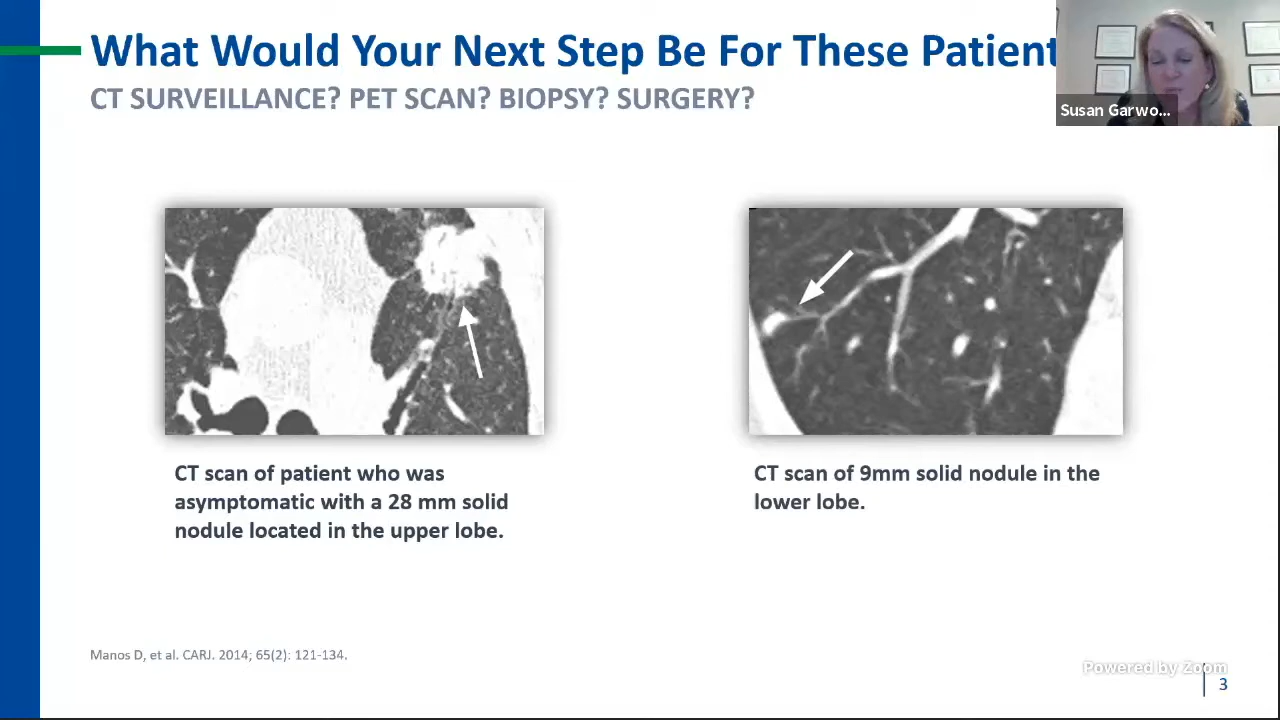 What Would Your Next Step Be For These Patient
CT SURVEILLANCE? PET SCAN? BIOPSY? SURGERY?
Susan Garwo...
CT scan of patient who was
asymptomatic with a 28 mm solid
nodule located in the upper lobe.
CT scan of 9mm solid nodule in the
lower lobe.
Manos D, et al. CARJ. 2014; 65(2): 121-134.
Powered by Zoom
3